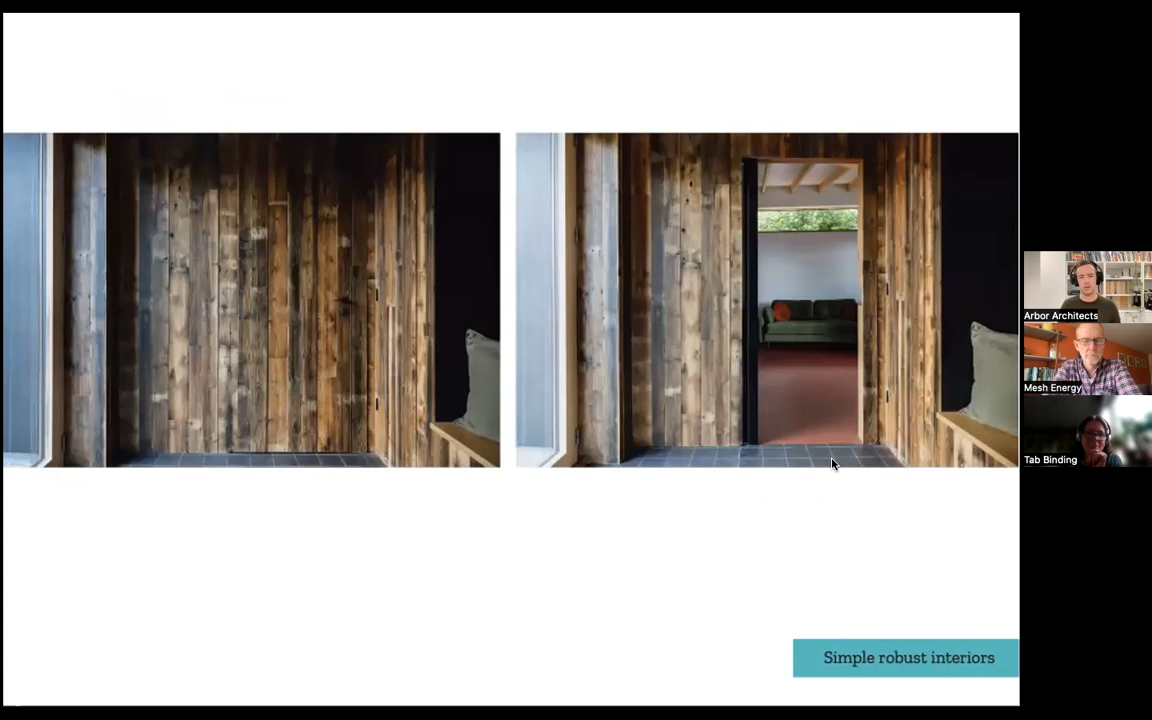 Arbor Architects
Mesh Energy
Tab Binding
Simple robust interiors